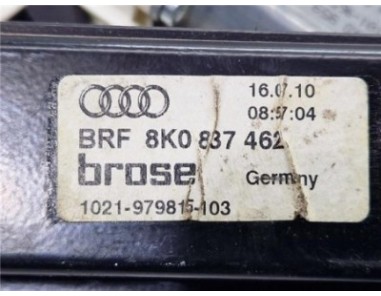 16.07.10
08:57:04
BRF 8K0 837 462
brose
Germany
1021-979815-103